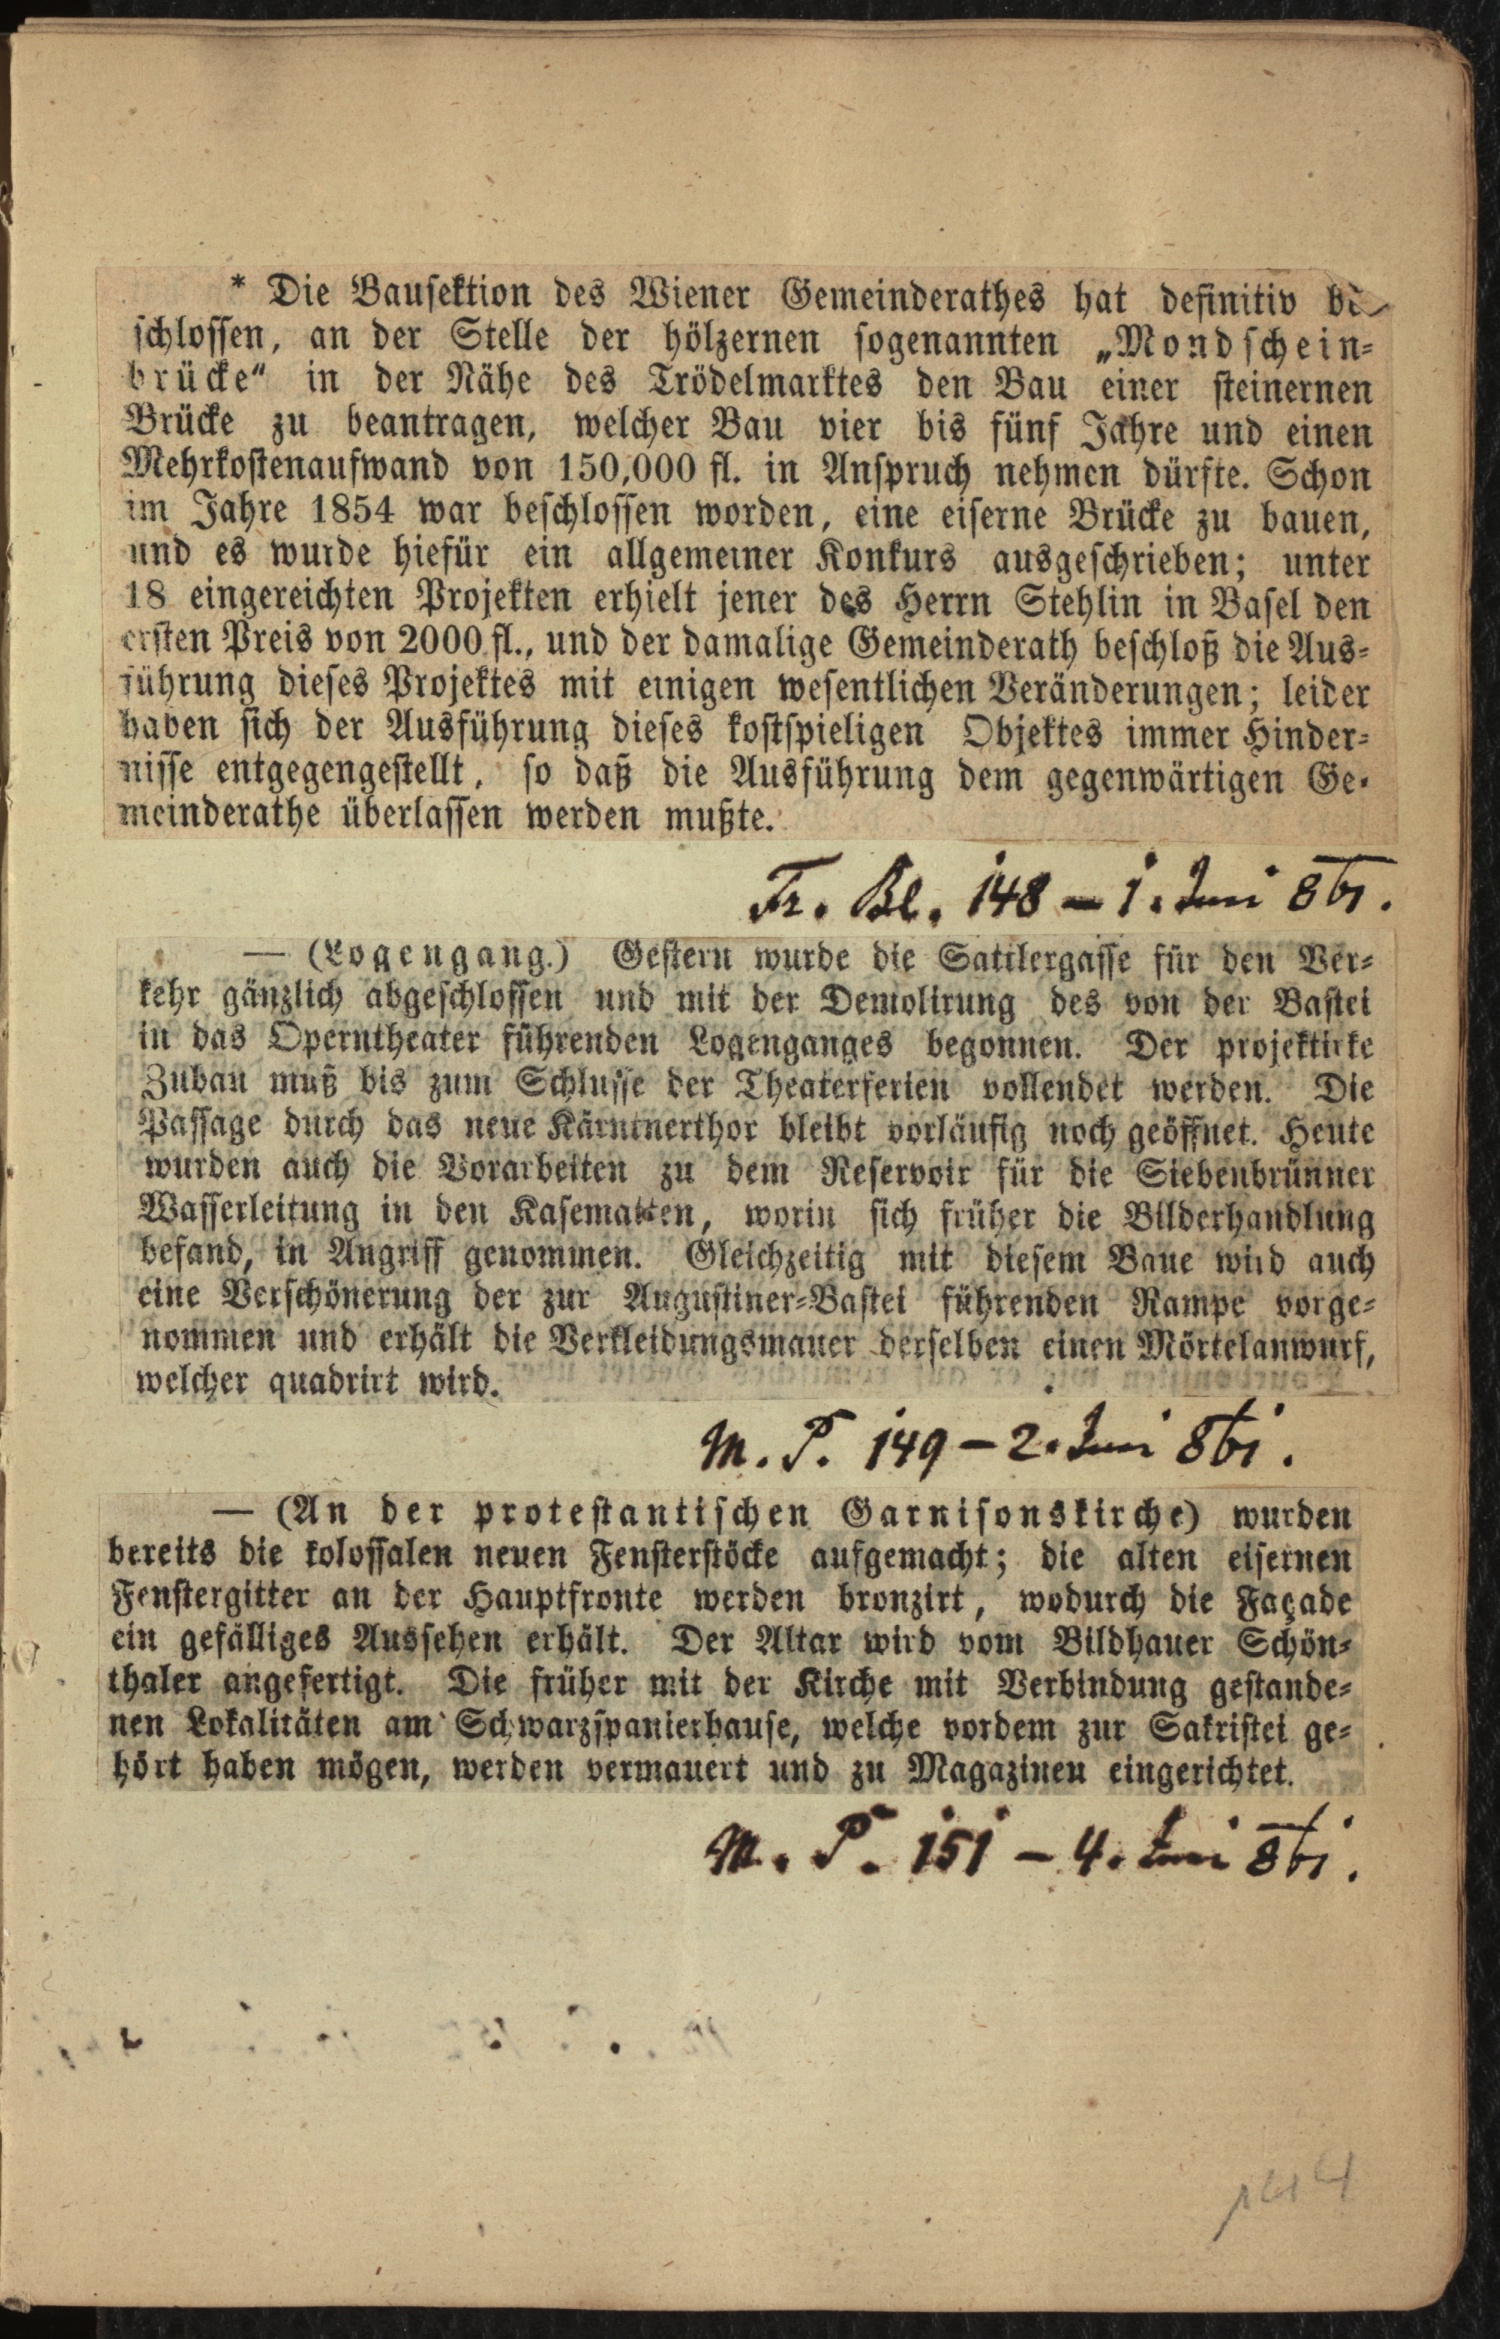 * Die Bausektion des Wiener Gemeinderathes hat definitiv be
schlossen, an der Stelle der hölzernen sogenannten „Mondschein-
brücke“ in der Nähe des Trödelmarktes den Bau einer steinernen
Brücke zu beantragen, welcher Bau vier bis fünf Jahre und einen
Mehrkostenaufwand von 150,000 fl. in Anspruch nehmen dürfte. Schon
im Jahre 1854 war beschlossen worden, eine eiserne Brücke zu bauen,
und es wurde hiefür ein allgemeiner Konkurs ausgeschrieben; unter
18 eingereichten Projekten erhielt jener des Herrn Stehlin in Basel den
ersten Preis von 2000 fl., und der damalige Gemeinderath beschloß die Aus-
führung dieses Projektes mit einigen wesentlichen Veränderungen; leider
haben sich der Ausführung dieses kostspieligen Objektes immer Hinder-
nisse entgegengestellt, so daß die Ausführung dem gegenwärtigen Ge-
meinderathe überlassen werden mußte.
Fr. Bl. 148 - 1. Juni 861.
— (Logengang.) Gestern wurde die Sattlergasse für den Ver-
kehr gänzlich abgeschlossen und mit der Demolirung des von der Bastei
in das Operntheater führenden Logenganges begonnen. Der projektirte
Zubau muß bis zum Schlusse der Theaterferien vollendet werden. Die
Passage durch das neue Kärntnerthor bleibt vorläufig noch geöffnet. Heute
wurden auch die Vorarbeiten zu dem Reservoir für die Siebenbrünner
Wasserleitung in den Kasematten, worin sich früher die Bilderhandlung
befand, in Angriff genommen. Gleichzeitig mit diesem Baue wird auch
eine Verschönerung der zur Augustiner-Bastei führenden Rampe vorge-
nommen und erhält die Verkleidungsmauer derselben einen Mörtelanwurf,
welcher quadrirt wird.
M. P. 149 - 2. Juni 861.
— (An der protestantischen Garnisonskirche) wurden
bereits die kolossalen neuen Fensterstöcke aufgemacht; die alten eisernen
Fenstergitter an der Hauptfronte werden bronzirt, wodurch die Façade
ein gefälliges Aussehen erhält. Der Altar wird vom Bildhauer Schön-
thaler angefertigt. Die früher mit der Kirche mit Verbindung gestande-
nen Lokalitäten am Schwarzspanierhause, welche vordem zur Sakristei ge-
hört haben mögen, werden vermauert und zu Magazinen eingerichtet.
M. P. 151 - 4. Juni 861.